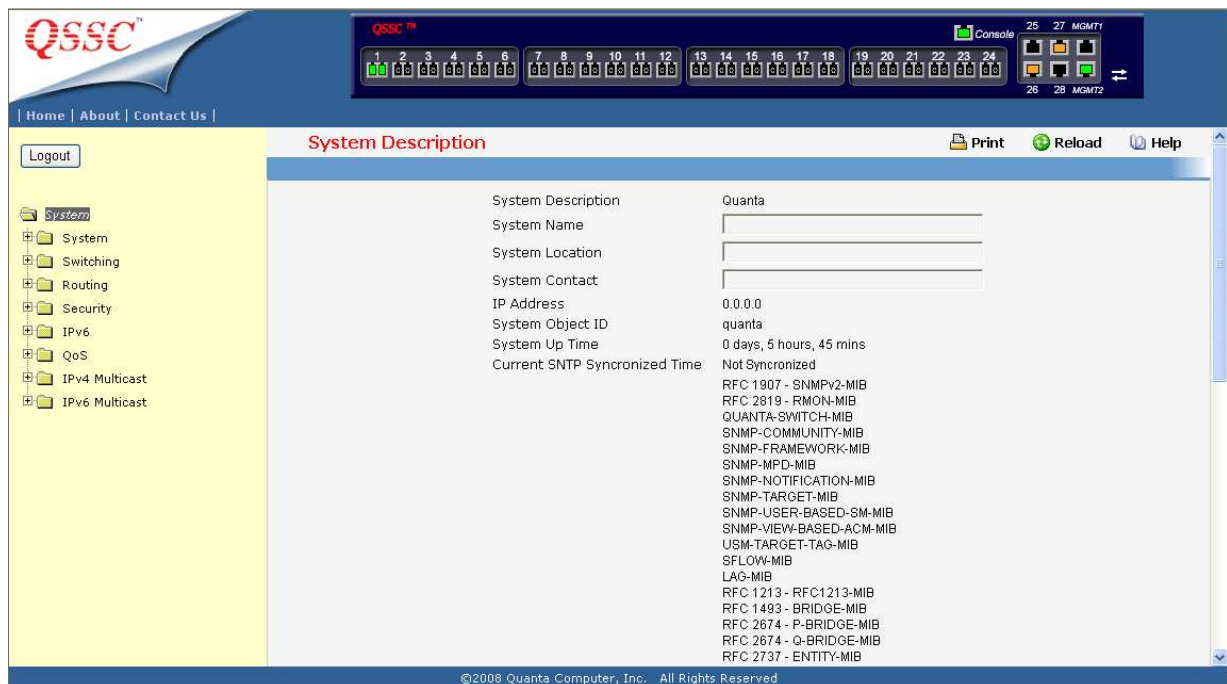 QSSC™
QSSC ™
Console
25 27 MGMT1
1 2 3 4 5 6 7 8 9 10 11 12 13 14 15 16 17 18 19 20 21 22 23 24
26 28 MGMT2
| Home | About | Contact Us |
Logout
System
System
Switching
Routing
Security
IPv6
QoS
IPv4 Multicast
IPv6 Multicast
System Description
Print Reload Help
System Description Quanta
System Name
System Location
System Contact
IP Address 0.0.0.0
System Object ID quanta
System Up Time 0 days, 5 hours, 45 mins
Current SNTP Syncronized Time Not Syncronized
RFC 1907 - SNMPv2-MIB
RFC 2819 - RMON-MIB
QUANTA-SWITCH-MIB
SNMP-COMMUNITY-MIB
SNMP-FRAMEWORK-MIB
SNMP-MPD-MIB
SNMP-NOTIFICATION-MIB
SNMP-TARGET-MIB
SNMP-USER-BASED-SM-MIB
SNMP-VIEW-BASED-ACM-MIB
USM-TARGET-TAG-MIB
SFLOW-MIB
LAG-MIB
RFC 1213 - RFC1213-MIB
RFC 1493 - BRIDGE-MIB
RFC 2674 - P-BRIDGE-MIB
RFC 2674 - Q-BRIDGE-MIB
RFC 2737 - ENTITY-MIB
©2008 Quanta Computer, Inc. All Rights Reserved